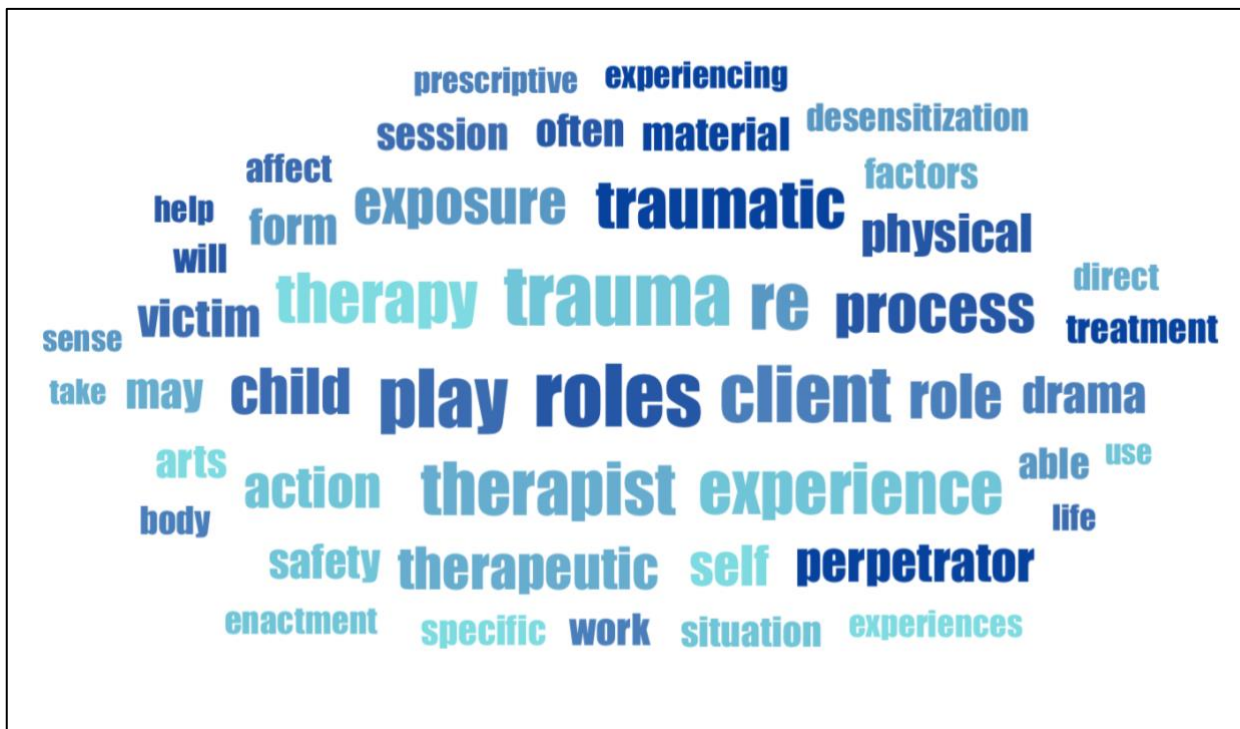 prescriptive experiencing
session often material desensitization
affect exposure traumatic factors
help form physical
will
victim therapy trauma re process direct
sense treatment
take may child play roles client role drama
arts action therapist experience able use
body life
safety therapeutic self perpetrator
enactment specific work situation experiences